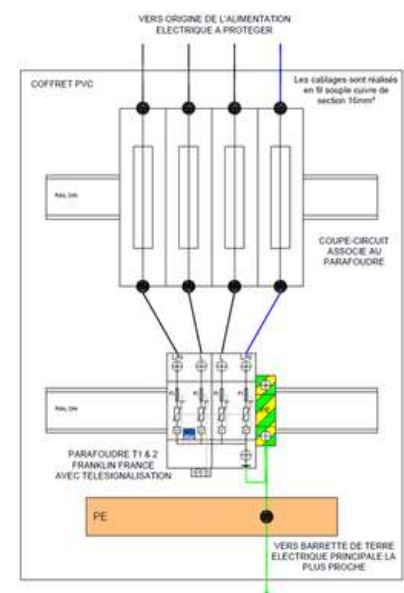 VERS ORIGINE DE L'ALIMENTATION
ELECTRIQUE A PROTEGER
COFFRET PVC
Les cablages sont réalisés
en fil souple cuivre de
section 16mm²
RAIL DIN
COUPE-CIRCUIT
ASSOCIE AU
PARAFOUDRE
L/N L L L/N
RAIL DIN
PARAFOUDRE T1 & 2
FRANKLIN FRANCE
AVEC TELESIGNALISATION
PE
VERS BARRETTE DE TERRE
ELECTRIQUE PRINCIPALE LA
PLUS PROCHE